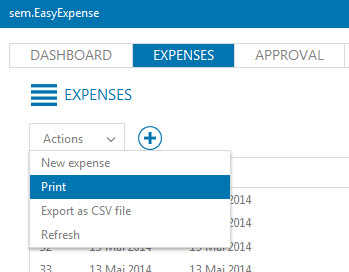 sem.EasyExpense
DASHBOARD EXPENSES APPROVAL
EXPENSES
Actions
New expense
Print
Export as CSV file
Refresh
2014
2014
2014
13 Mai 2014 13 Mai 2014
33 13 Mai 2014 13 Mai 2014